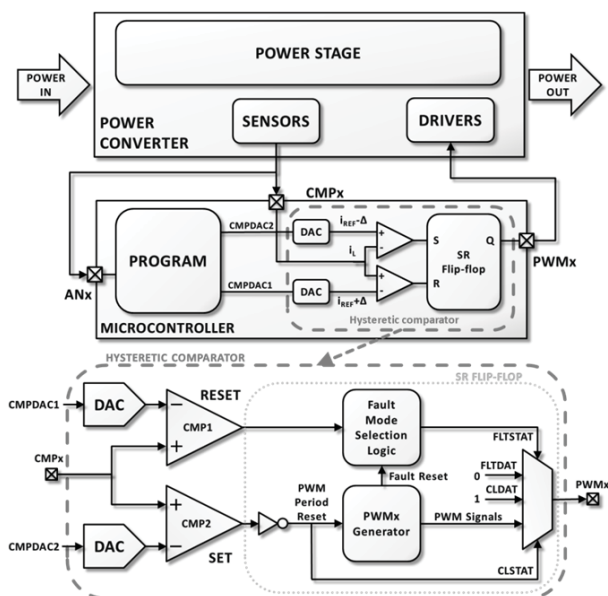 POWER STAGE
POWER
IN
POWER
OUT
SENSORS
DRIVERS
POWER
CONVERTER
CMPx
PROGRAM
CMPDAC2
DAC
iREF-Δ
+
-
iL
S
Q
SR
Flip-flop
R
PWMx
ANx
CMPDAC1
DAC
iREF+Δ
+
-
Hysteretic comparator
MICROCONTROLLER
HYSTERETIC COMPARATOR
SR FLIP-FLOP
CMPDAC1
DAC
−
RESET
CMP1
+
Fault
Mode
Selection
Logic
FLTSTAT
CMPx
Fault Reset
FLTDAT
0
CLDAT
1
PWMx
+
CMP2
−
SET
PWM
Period
Reset
PWMx
Generator
PWM Signals
CMPDAC2
DAC
CLSTAT